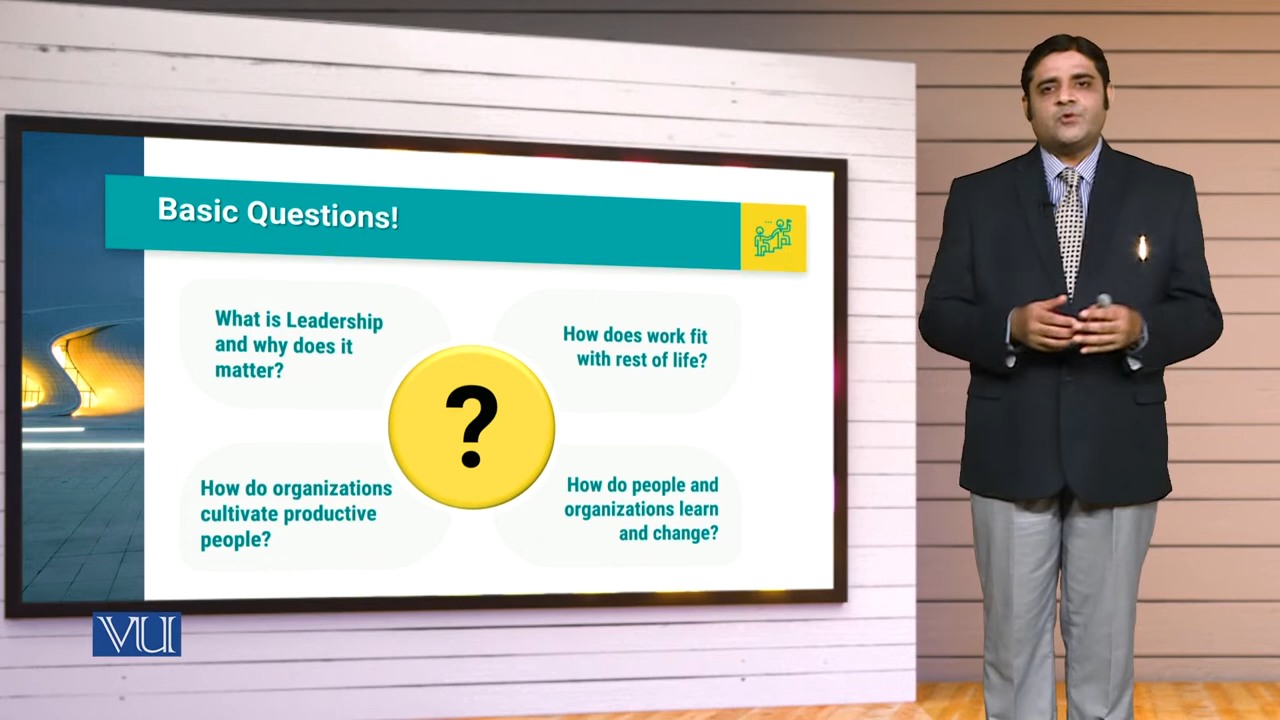 Basic Questions!
What is Leadership
and why does it
matter?
How does work fit
with rest of life?
?
How do organizations
cultivate productive
people?
How do people and
organizations learn
and change?
VU